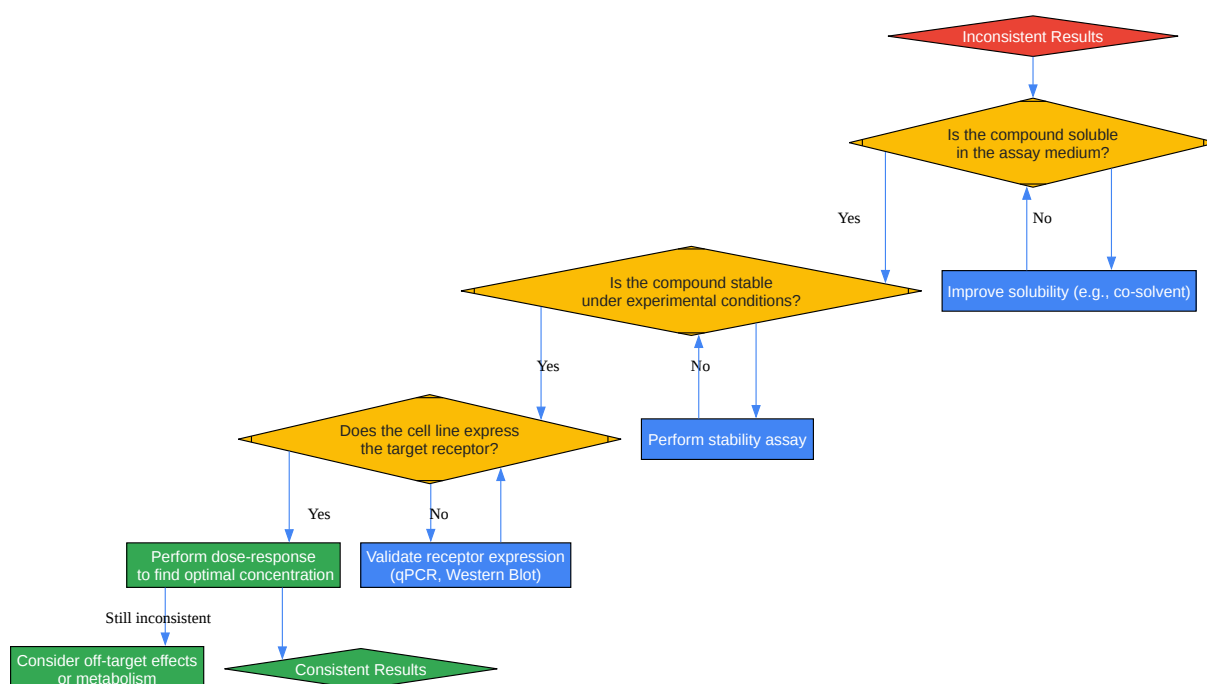 Inconsistent Results
Is the compound soluble
in the assay medium?
Yes
No
Is the compound stable
under experimental conditions?
Improve solubility (e.g., co-solvent)
Yes
No
Does the cell line express
the target receptor?
Perform stability assay
Yes
No
Perform dose-response
to find optimal concentration
Validate receptor expression
(qPCR, Western Blot)
Still inconsistent
Consider off-target effects
or metabolism
Consistent Results